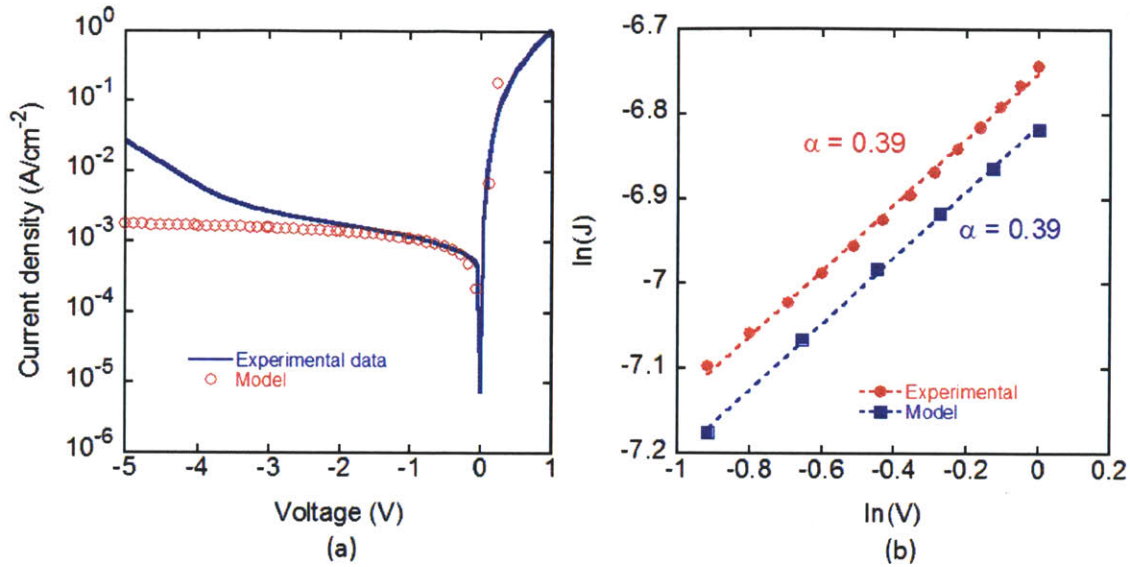 10⁰
10⁻¹
10⁻²
10⁻³
10⁻⁴
10⁻⁵
10⁻⁶
Current density (A/cm⁻²)
Experimental data
Model
-5 -4 -3 -2 -1 0 1
Voltage (V)
(a)
-6.7
-6.8
-6.9
-7
-7.1
-7.2
ln(J)
α = 0.39
α = 0.39
Experimental
Model
-1 -0.8 -0.6 -0.4 -0.2 0 0.2
ln(V)
(b)